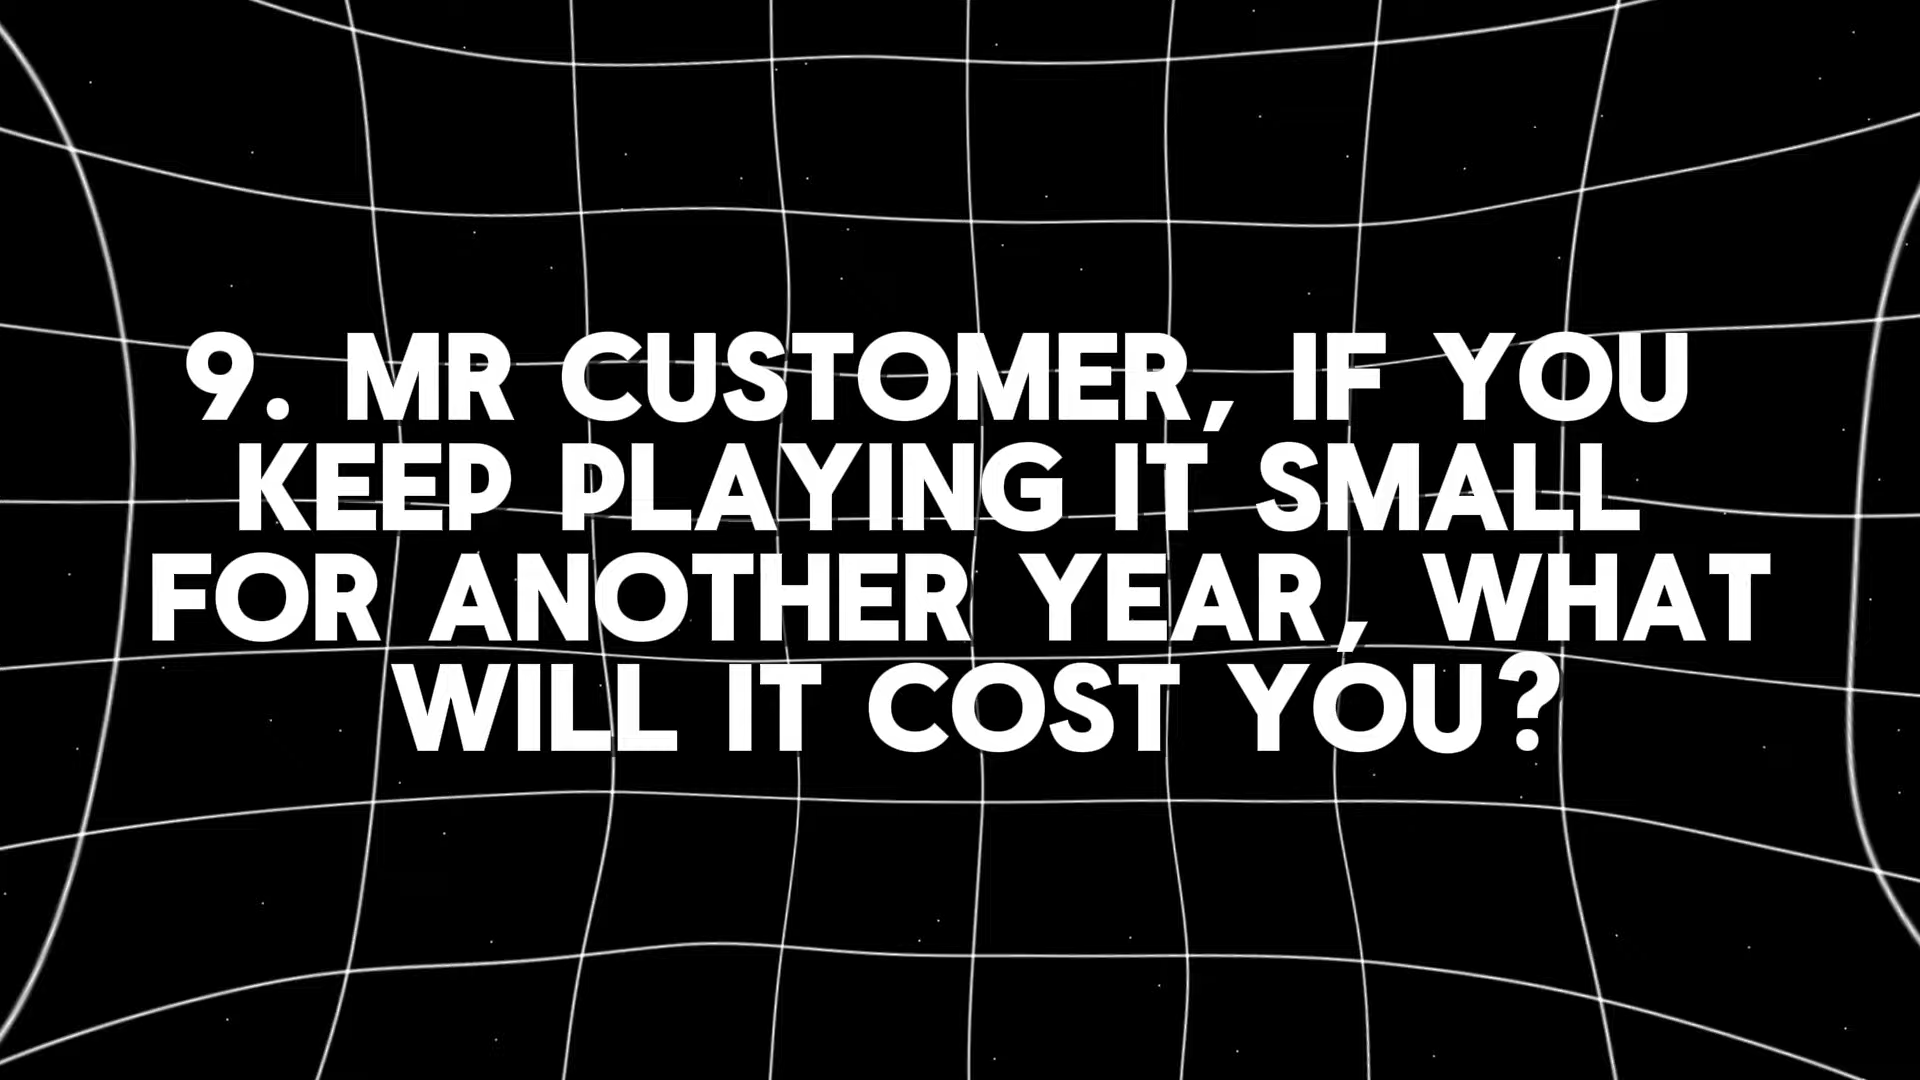 9. MR CUSTOMER, IF YOU
KEEP PLAYING IT SMALL
FOR ANOTHER YEAR, WHAT
WILL IT COST YOU?